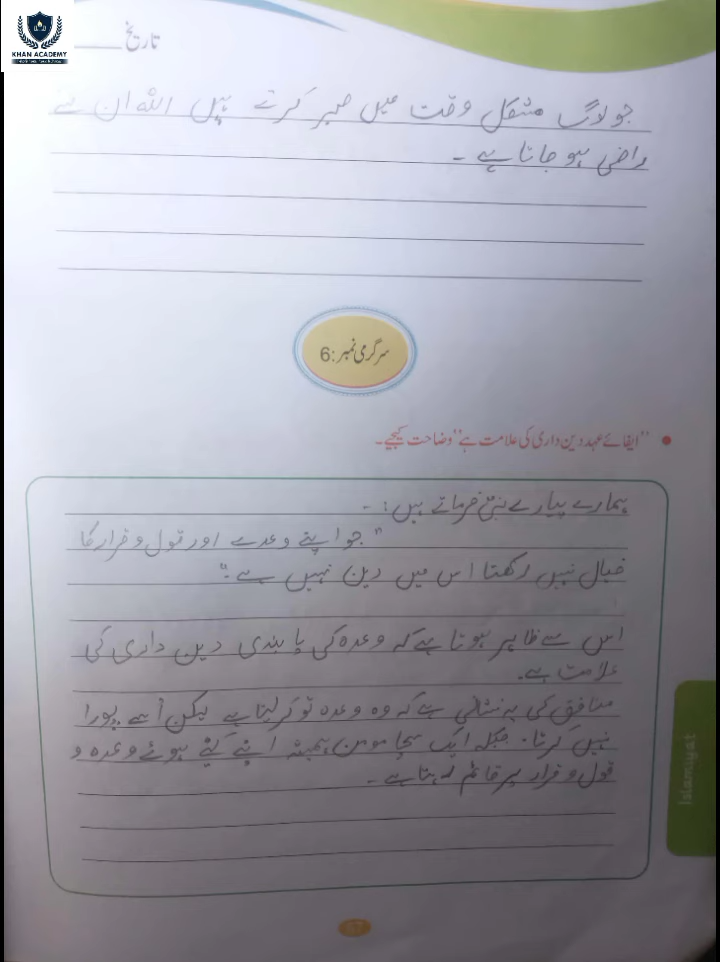 KHAN ACADEMY
تاریخ
جو لوگ مشکل وقت میں صبر کرتے ہیں اللہ ان سے
راضی ہو جاتا ہے ۔
سرگرمی نمبر:6
"ایفائے عہد دین داری کی علامت ہے" وضاحت کیجیے۔
ہمارے پیارے نبیؐ فرماتے ہیں: ۔
"جو اپنے وعدے اور قول و قرار کا
خیال نہیں رکھتا اس میں دین نہیں ہے۔"
اس سے ظاہر ہوتا ہے کہ وعدہ کی پابندی دین داری کی
علامت ہے۔
منافق کی یہ نشانی ہے کہ وہ وعدہ تو کر لیتا ہے لیکن اُسے پورا
نہیں کرتا۔ جبکہ ایک سچا مومن ہمیشہ اپنے کئے ہوئے وعدہ و
قول و قرار پر قائم رہتا ہے ۔
Islamiyat